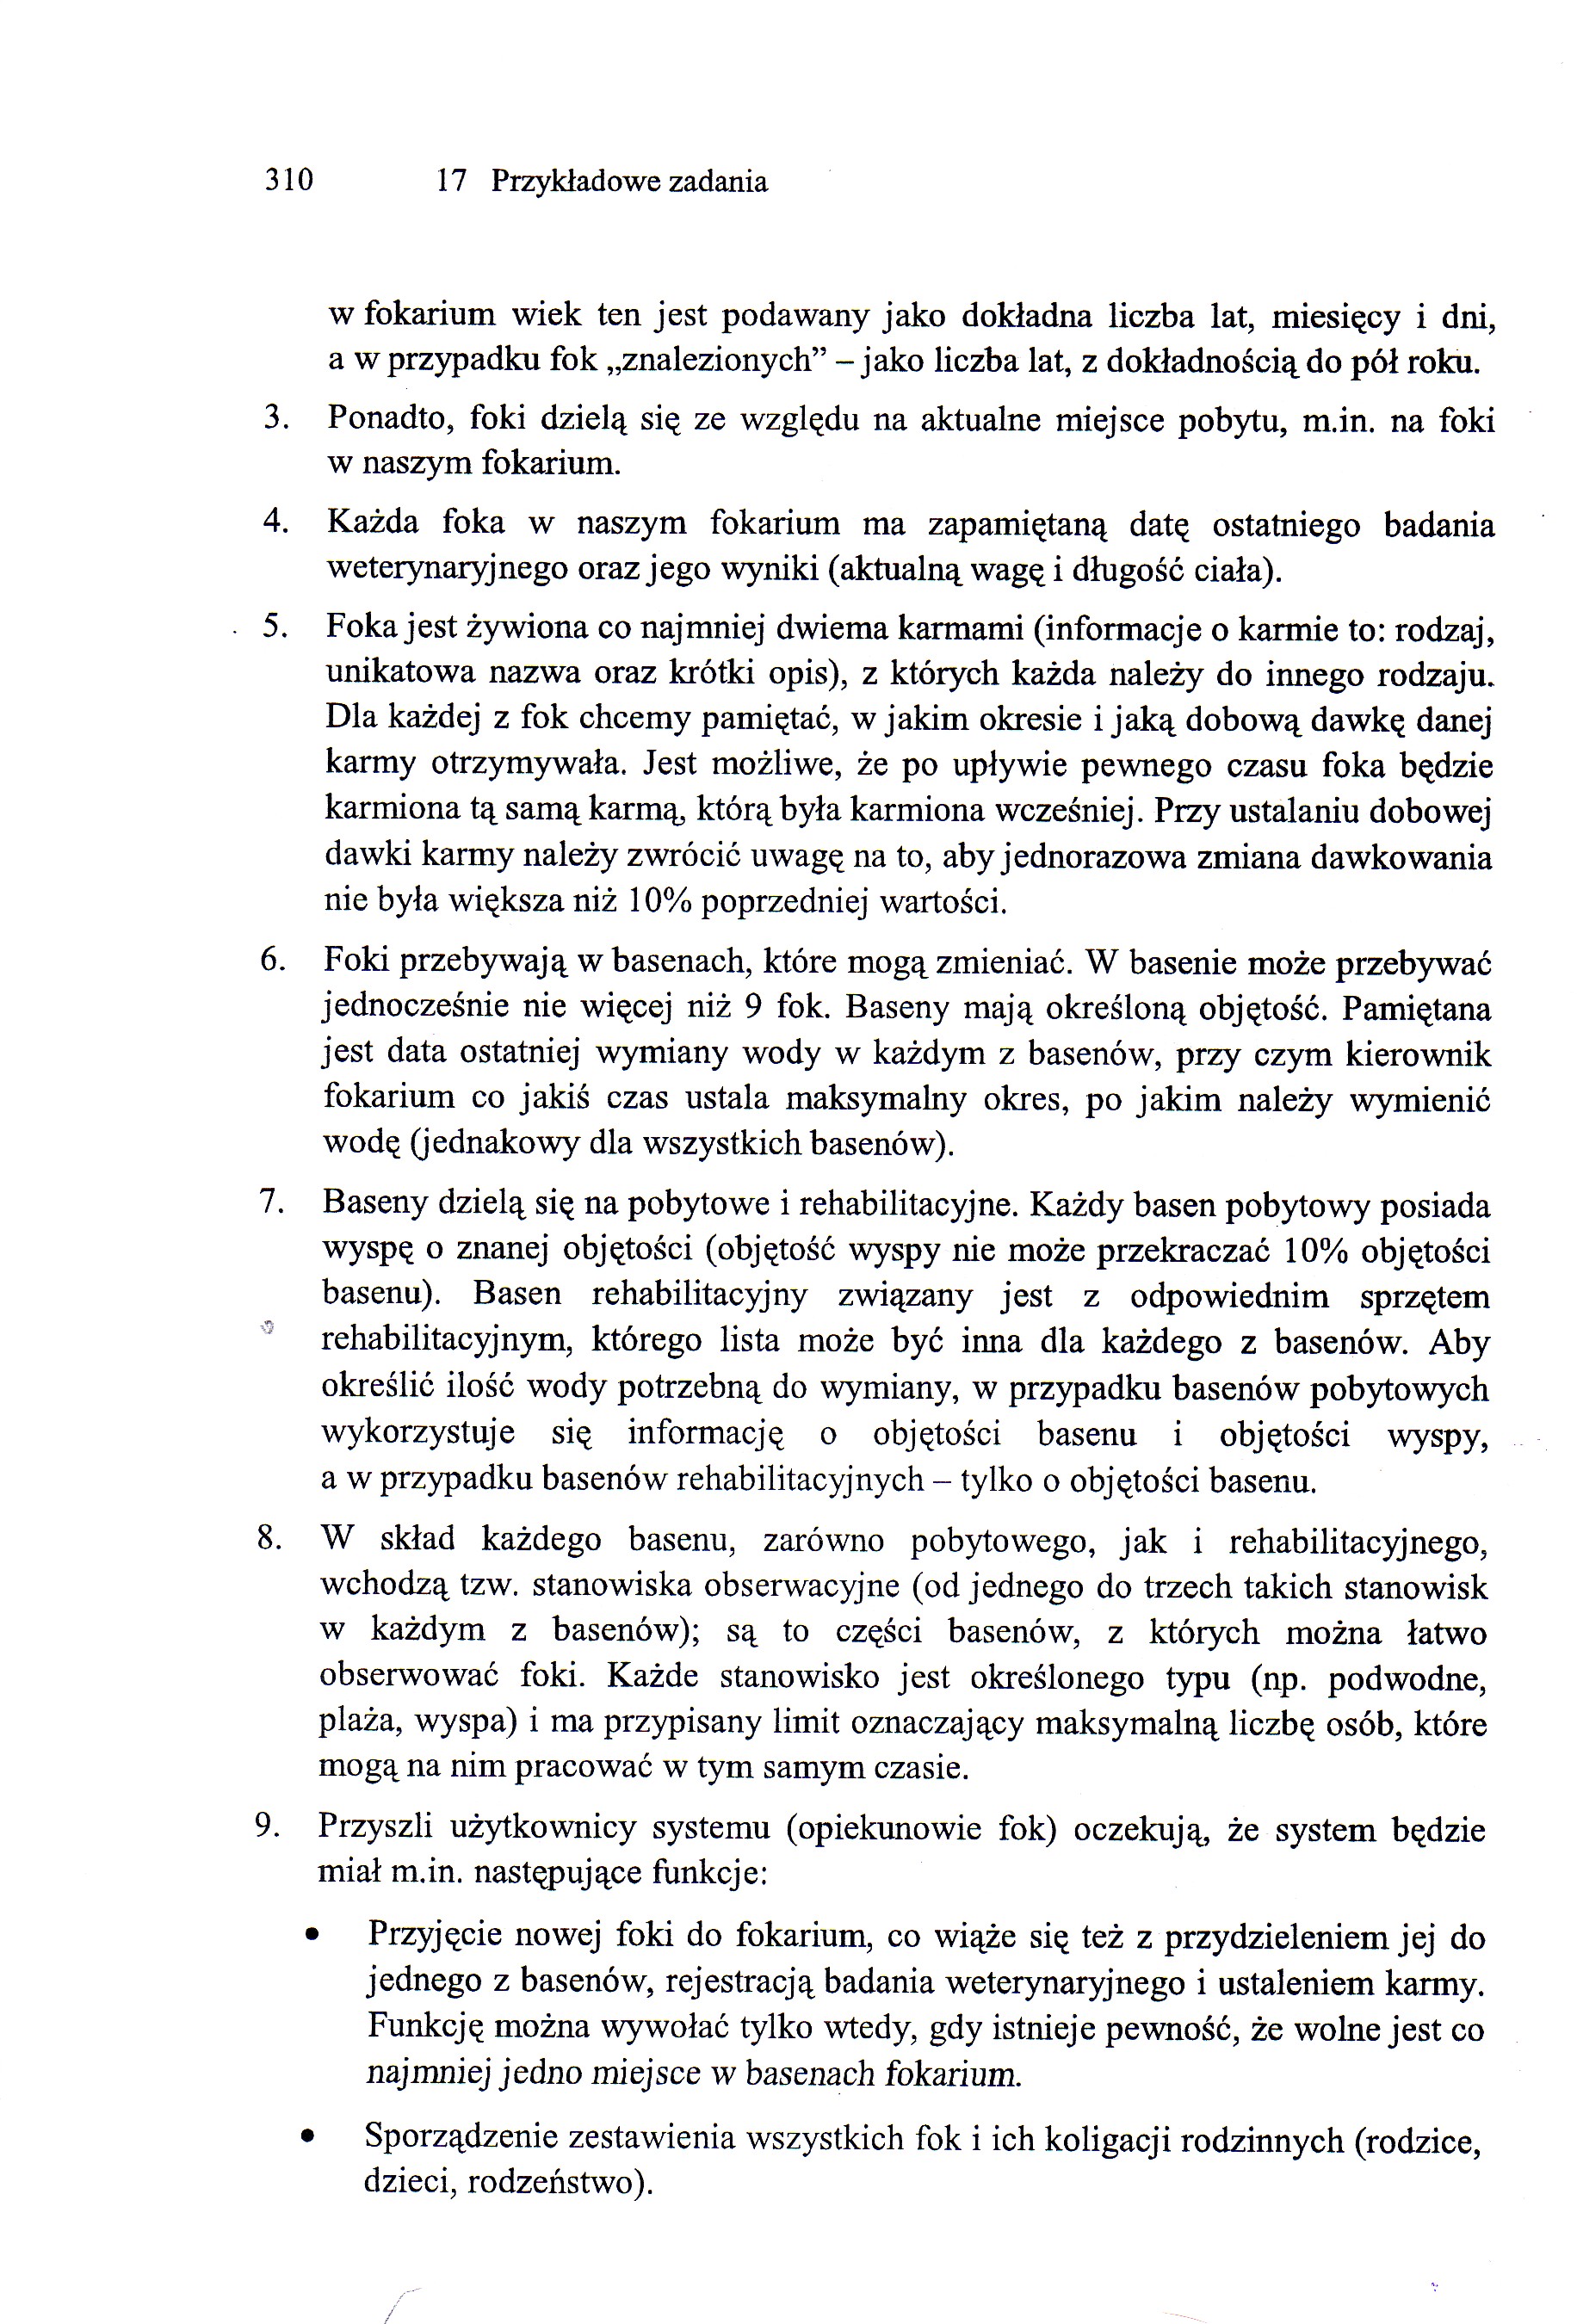 310 17 Przykładowe zadania
w fokarium wiek ten jest podawany jako dokładna liczba lat, miesięcy i dni,
a w przypadku fok „znalezionych” – jako liczba lat, z dokładnością do pół roku.
3. Ponadto, foki dzielą się ze względu na aktualne miejsce pobytu, m.in. na foki
w naszym fokarium.
4. Każda foka w naszym fokarium ma zapamiętaną datę ostatniego badania
weterynaryjnego oraz jego wyniki (aktualną wagę i długość ciała).
5. Foka jest żywiona co najmniej dwiema karmami (informacje o karmie to: rodzaj,
unikatowa nazwa oraz krótki opis), z których każda należy do innego rodzaju.
Dla każdej z fok chcemy pamiętać, w jakim okresie i jaką dobową dawkę danej
karmy otrzymywała. Jest możliwe, że po upływie pewnego czasu foka będzie
karmiona tą samą karmą, którą była karmiona wcześniej. Przy ustalaniu dobowej
dawki karmy należy zwrócić uwagę na to, aby jednorazowa zmiana dawkowania
nie była większa niż 10% poprzedniej wartości.
6. Foki przebywają w basenach, które mogą zmieniać. W basenie może przebywać
jednocześnie nie więcej niż 9 fok. Baseny mają określoną objętość. Pamiętana
jest data ostatniej wymiany wody w każdym z basenów, przy czym kierownik
fokarium co jakiś czas ustala maksymalny okres, po jakim należy wymienić
wodę (jednakowy dla wszystkich basenów).
7. Baseny dzielą się na pobytowe i rehabilitacyjne. Każdy basen pobytowy posiada
wyspę o znanej objętości (objętość wyspy nie może przekraczać 10% objętości
basenu). Basen rehabilitacyjny związany jest z odpowiednim sprzętem
rehabilitacyjnym, którego lista może być inna dla każdego z basenów. Aby
określić ilość wody potrzebną do wymiany, w przypadku basenów pobytowych
wykorzystuje się informację o objętości basenu i objętości wyspy,
a w przypadku basenów rehabilitacyjnych – tylko o objętości basenu.
8. W skład każdego basenu, zarówno pobytowego, jak i rehabilitacyjnego,
wchodzą tzw. stanowiska obserwacyjne (od jednego do trzech takich stanowisk
w każdym z basenów); są to części basenów, z których można łatwo
obserwować foki. Każde stanowisko jest określonego typu (np. podwodne,
plaża, wyspa) i ma przypisany limit oznaczający maksymalną liczbę osób, które
mogą na nim pracować w tym samym czasie.
9. Przyszli użytkownicy systemu (opiekunowie fok) oczekują, że system będzie
miał m.in. następujące funkcje:
• Przyjęcie nowej foki do fokarium, co wiąże się też z przydzieleniem jej do
jednego z basenów, rejestracją badania weterynaryjnego i ustaleniem karmy.
Funkcję można wywołać tylko wtedy, gdy istnieje pewność, że wolne jest co
najmniej jedno miejsce w basenach fokarium.
• Sporządzenie zestawienia wszystkich fok i ich koligacji rodzinnych (rodzice,
dzieci, rodzeństwo).